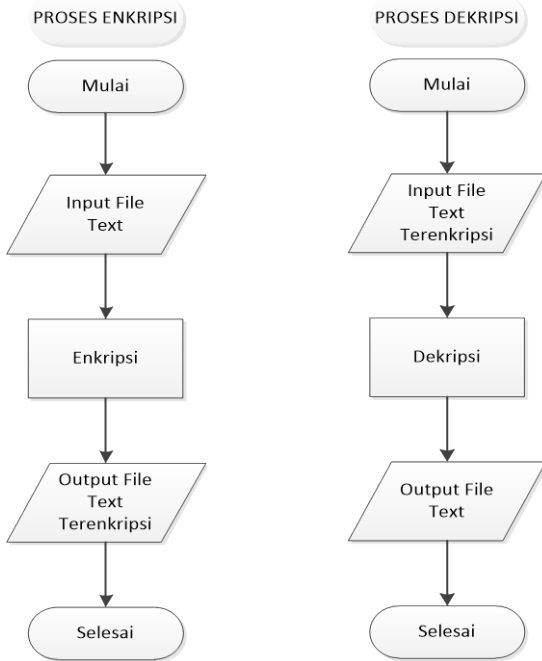 PROSES ENKRIPSI
Mulai
Input File
Text
Enkripsi
Output File
Text
Terenkripsi
Selesai
PROSES DEKRIPSI
Mulai
Input File
Text
Terenkripsi
Dekripsi
Output File
Text
Selesai